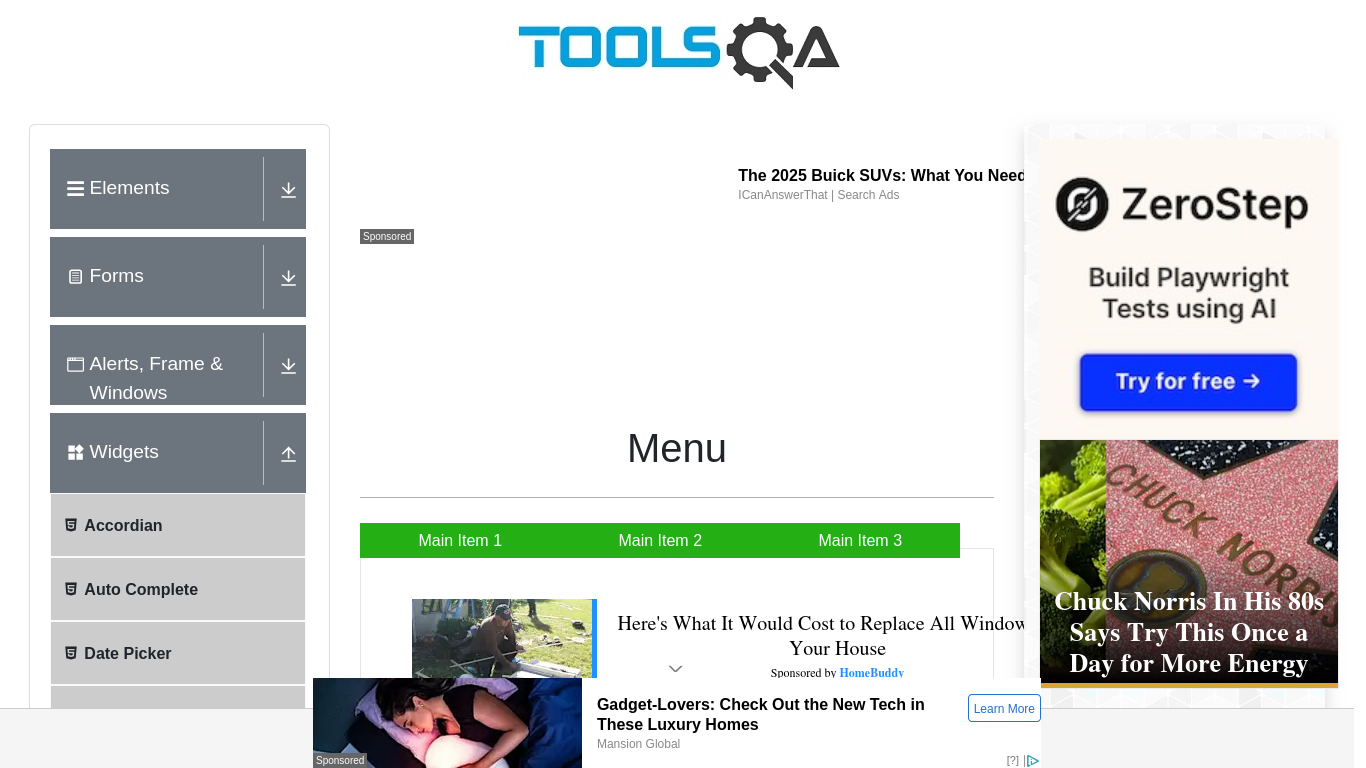 TOOLSQA
Elements
Forms
Alerts, Frame &
Windows
Widgets
Accordian
Auto Complete
Date Picker
The 2025 Buick SUVs: What You Need
ICanAnswerThat | Search Ads
Sponsored
Menu
Main Item 1
Main Item 2
Main Item 3
Here's What It Would Cost to Replace All Window
Your House
Sponsored by HomeBuddy
ZeroStep
Build Playwright
Tests using AI
Try for free →
CHUCK NORRIS
Chuck Norris In His 80s
Says Try This Once a
Day for More Energy
Gadget-Lovers: Check Out the New Tech in
These Luxury Homes
Mansion Global
Learn More
Sponsored
[?] |